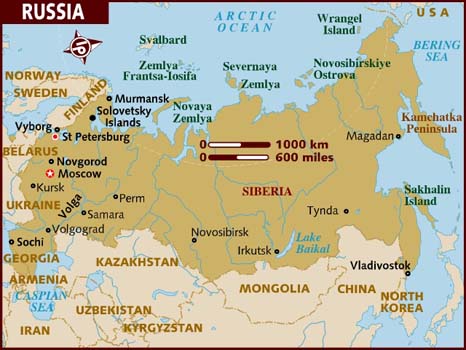 RUSSIA
ARCTIC
OCEAN
Wrangel
Island
USA
BERING
SEA
Svalbard
Zemlya
Frantsa-Iosifa
Severnaya
Zemlya
Novosibirskiye
Ostrova
NORWAY
SWEDEN
FINLAND
Murmansk
Solovetsky
Islands
Novaya
Zemlya
Kamchatka
Peninsula
Magadan
Vyborg
St Petersburg
0 1000 km
0 600 miles
BELARUS
Novgorod
Moscow
Kursk
Perm
SIBERIA
Sakhalin
Island
UKRAINE
Volga
Samara
Tynda
Volgograd
Novosibirsk
Irkutsk
Lake
Baikal
Sochi
GEORGIA
KAZAKHSTAN
Vladivostok
ARMENIA
CASPIAN
SEA
MONGOLIA
CHINA
NORTH
KOREA
UZBEKISTAN
IRAN
KYRGYZSTAN